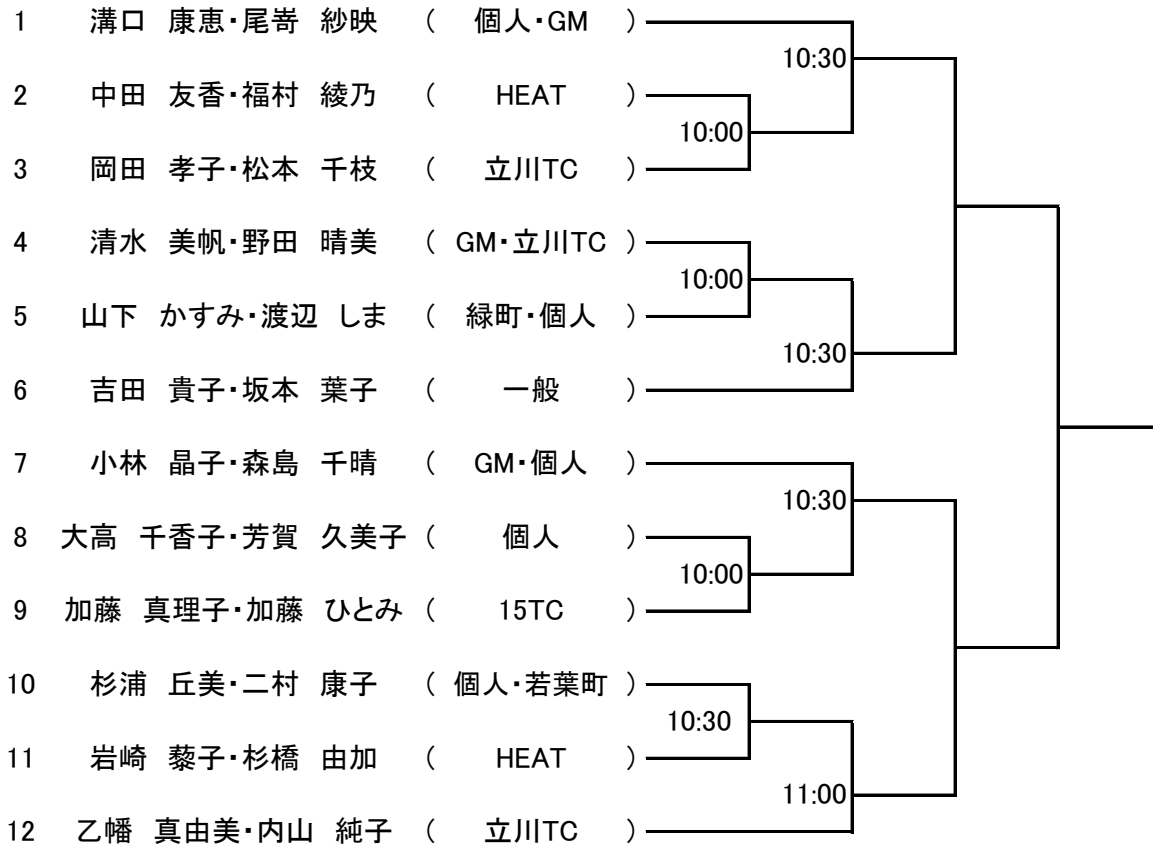 1 溝口 康恵・尾嵜 紗映 ( 個人・GM )
10:30
2 中田 友香・福村 綾乃 ( HEAT )
10:00
3 岡田 孝子・松本 千枝 ( 立川TC )
4 清水 美帆・野田 晴美 ( GM・立川TC )
10:00
5 山下 かすみ・渡辺 しま ( 緑町・個人 )
10:30
6 吉田 貴子・坂本 葉子 ( 一般 )
7 小林 晶子・森島 千晴 ( GM・個人 )
10:30
8 大高 千香子・芳賀 久美子 ( 個人 )
10:00
9 加藤 真理子・加藤 ひとみ ( 15TC )
10 杉浦 丘美・二村 康子 ( 個人・若葉町 )
10:30
11 岩崎 藜子・杉橋 由加 ( HEAT )
11:00
12 乙幡 真由美・内山 純子 ( 立川TC )